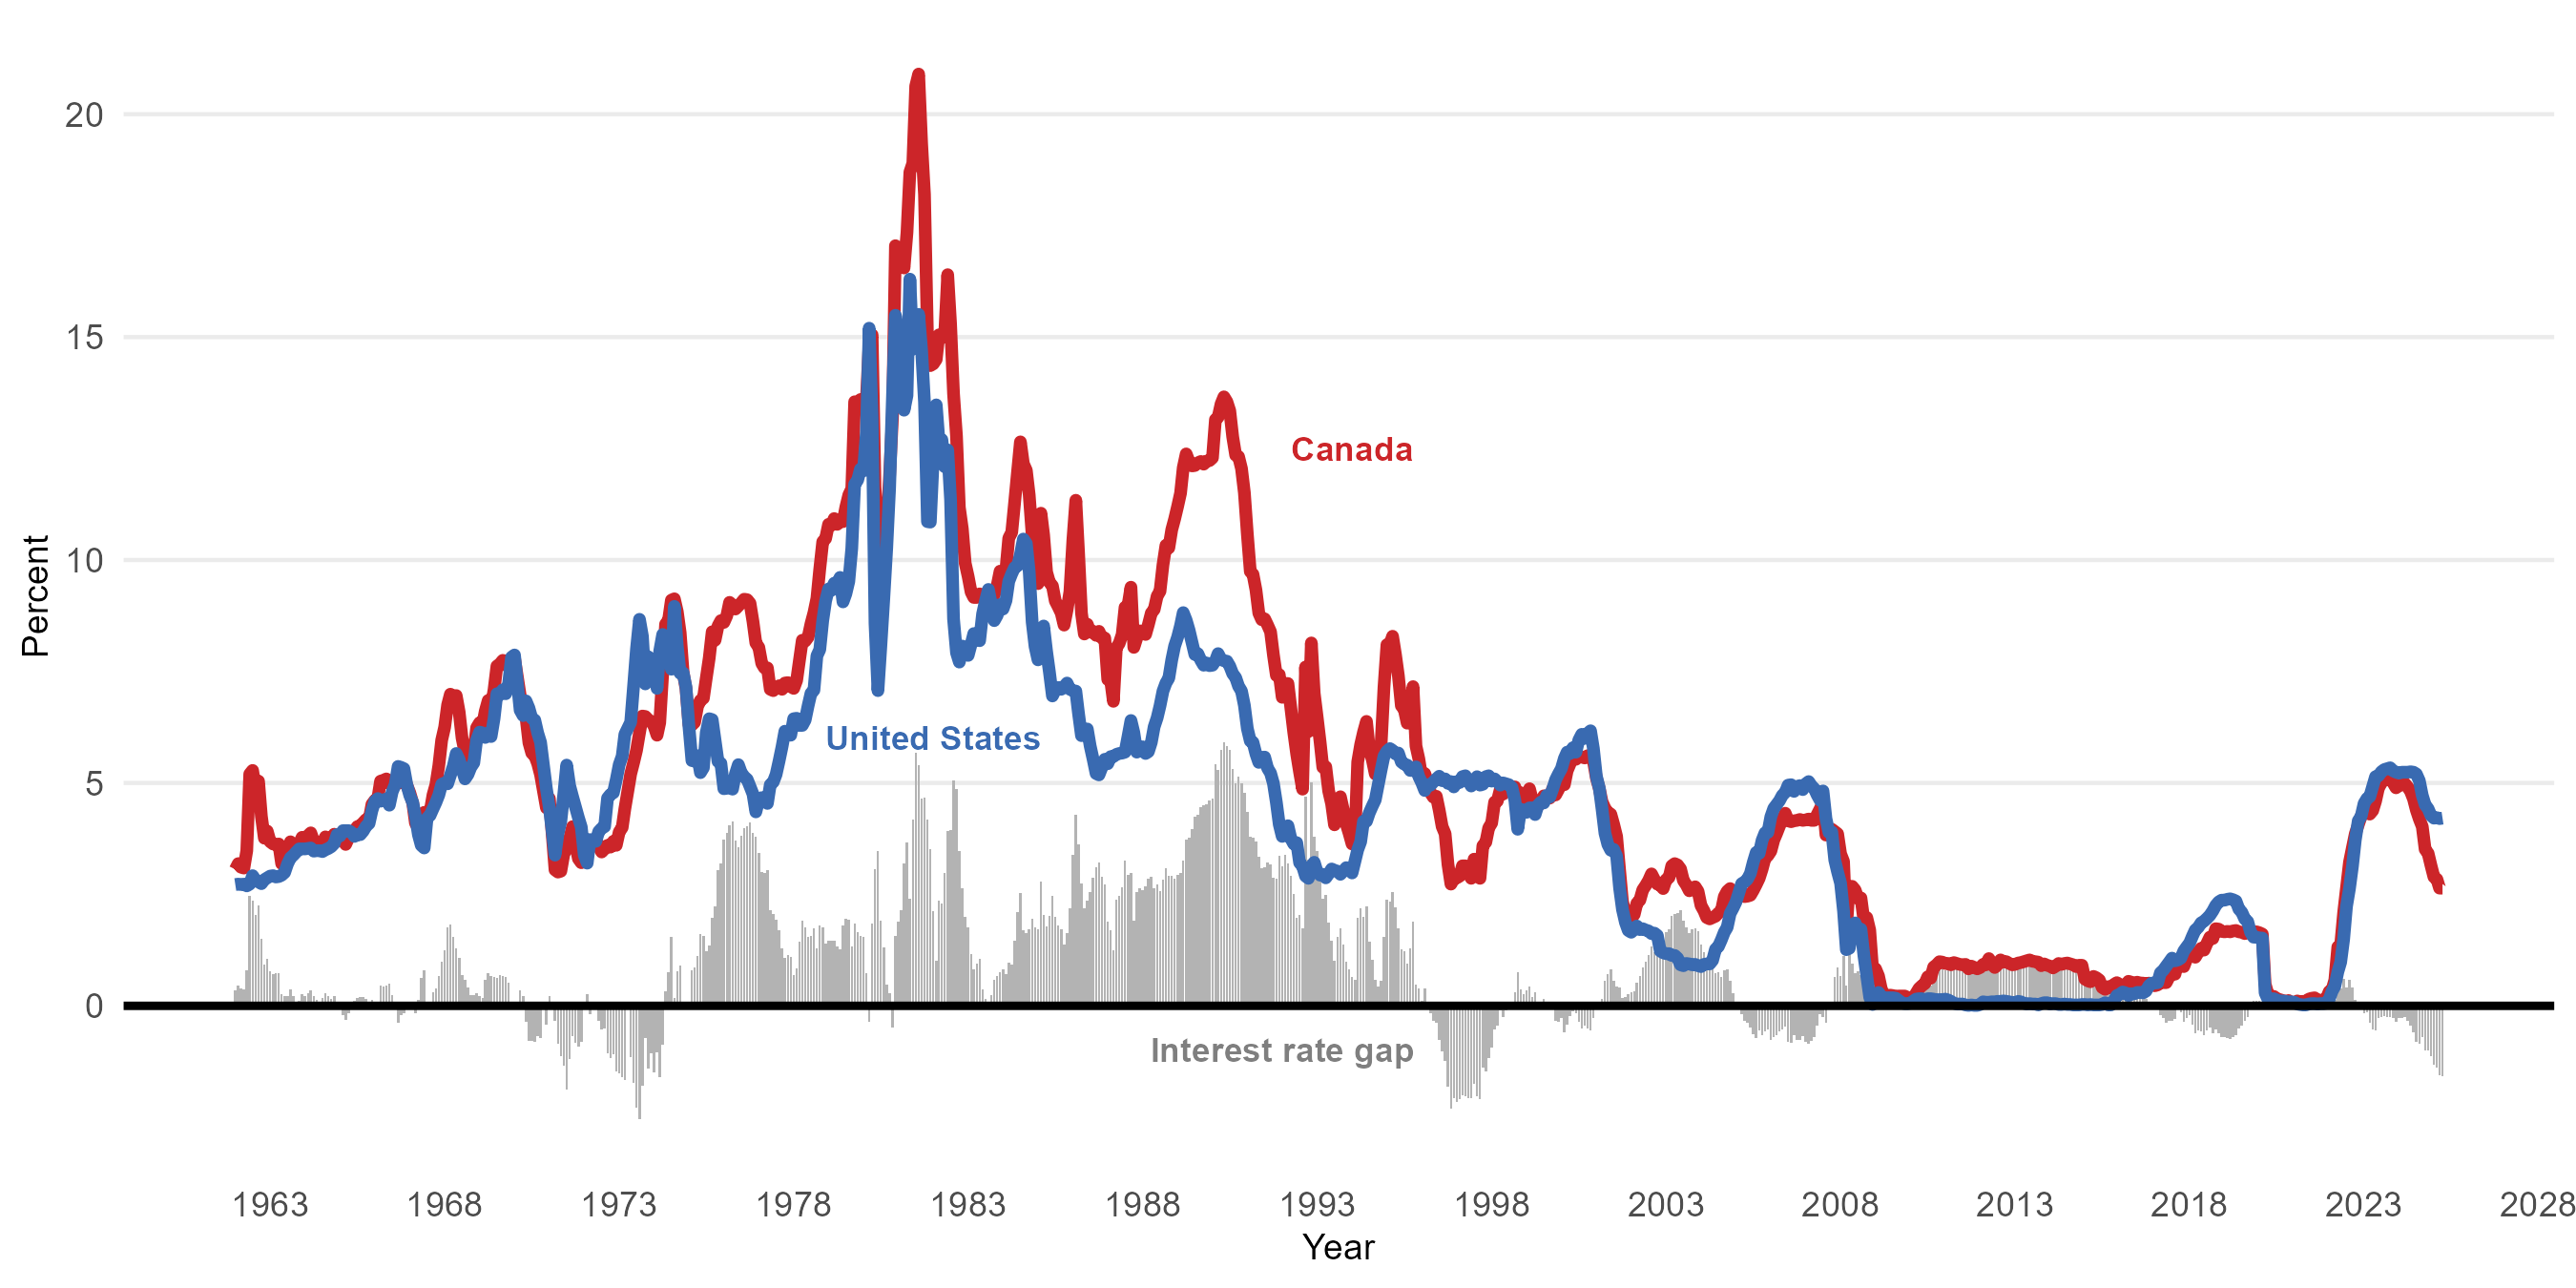 20
15
10
5
0
Percent
Canada
United States
Interest rate gap
1963 1968 1973 1978 1983 1988 1993 1998 2003 2008 2013 2018 2023 2028
Year